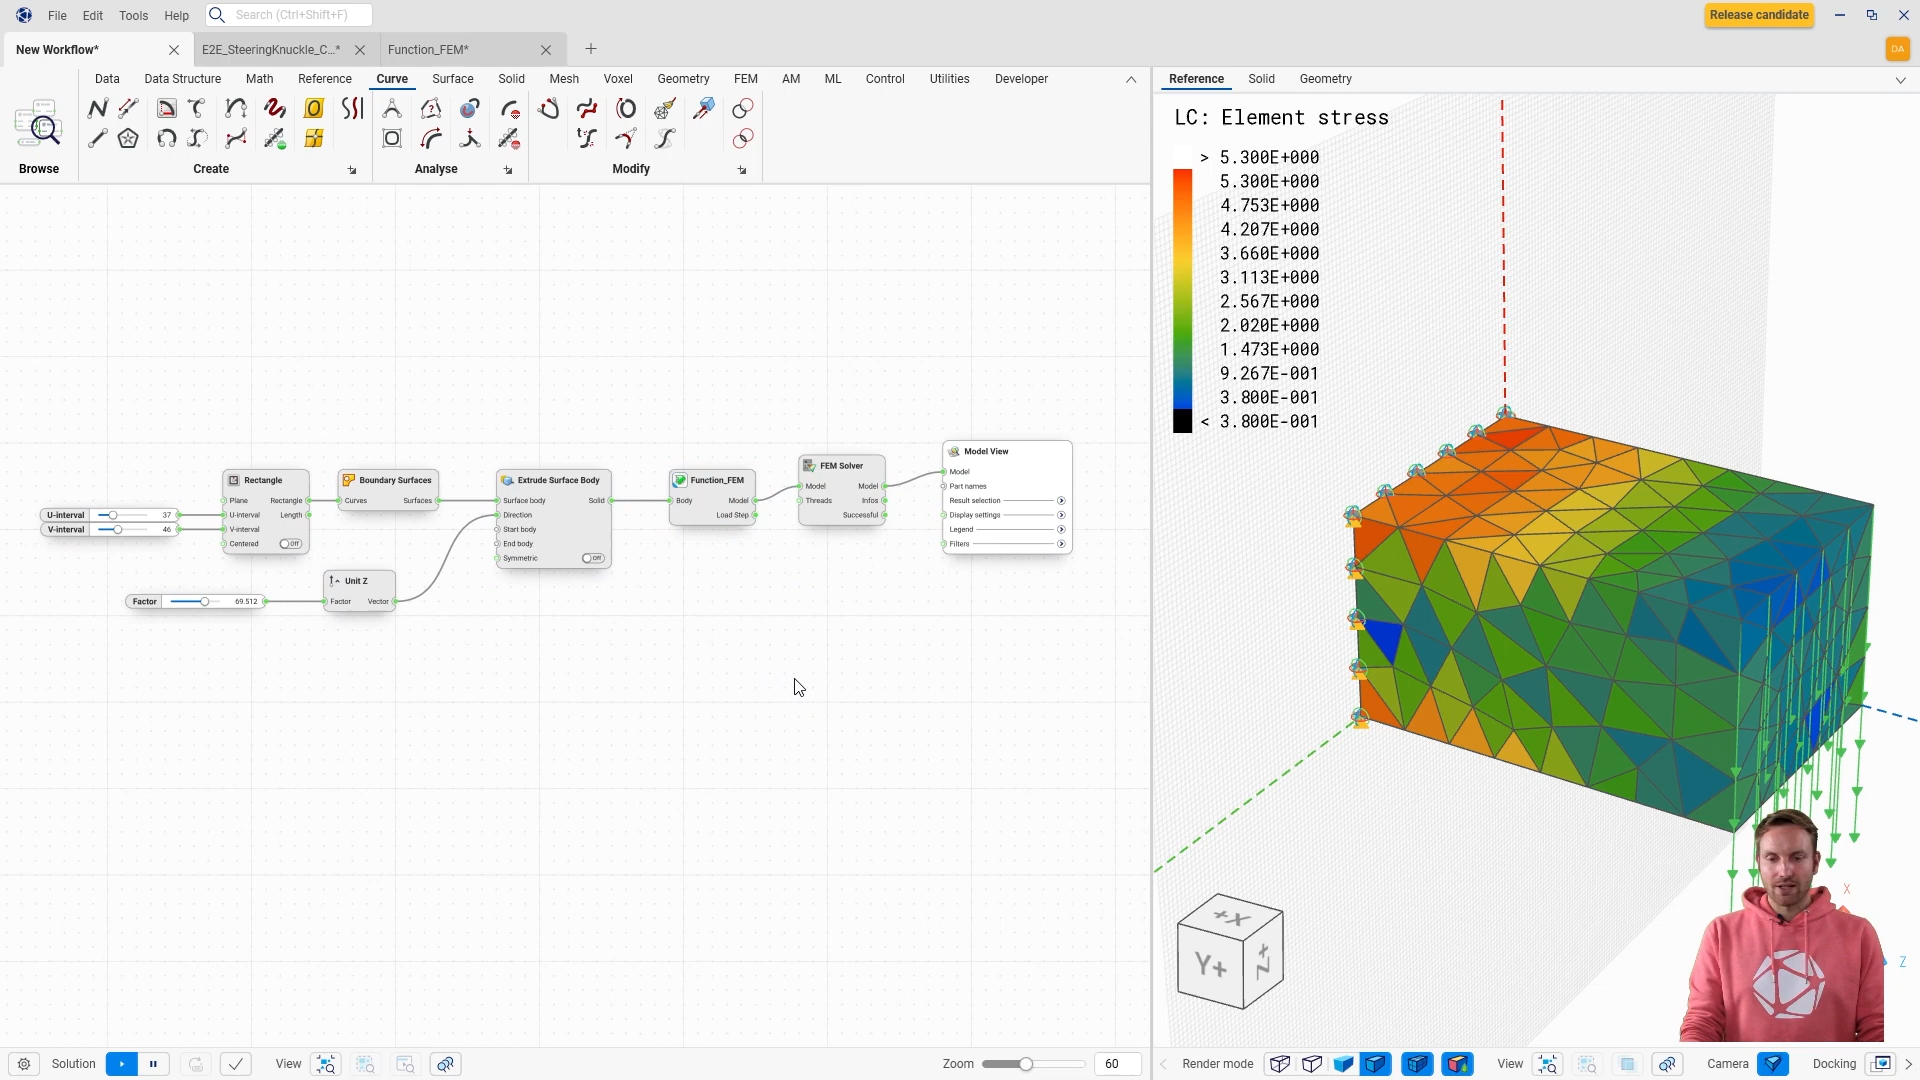 File Edit Tools Help Search (Ctrl+Shift+F) Release candidate
New Workflow* E2E_SteeringKnuckle_C...* Function_FEM* DA
Data Data Structure Math Reference Curve Surface Solid Mesh Voxel Geometry FEM AM ML Control Utilities Developer
Browse Create Analyse Modify
U-interval 37
V-interval 46
Rectangle
Plane Rectangle
U-interval Length
V-interval
Centered Off
Boundary Surfaces
Curves Surfaces
Factor 69.512
Unit Z
Factor Vector
Extrude Surface Body
Surface body Solid
Direction
Start body
End body
Symmetric Off
Function_FEM
Body Model
Load Step
FEM Solver
Model Model
Threads Infos
Successful
Model View
Model
Part names
Result selection
Display settings
Legend
Filters
Solution View Zoom 60
Reference Solid Geometry
LC: Element stress
> 5.300E+000
5.300E+000
4.753E+000
4.207E+000
3.660E+000
3.113E+000
2.567E+000
2.020E+000
1.473E+000
9.267E-001
3.800E-001
< 3.800E-001
+X
Y+
+Z
X
Z
Render mode View Camera Docking